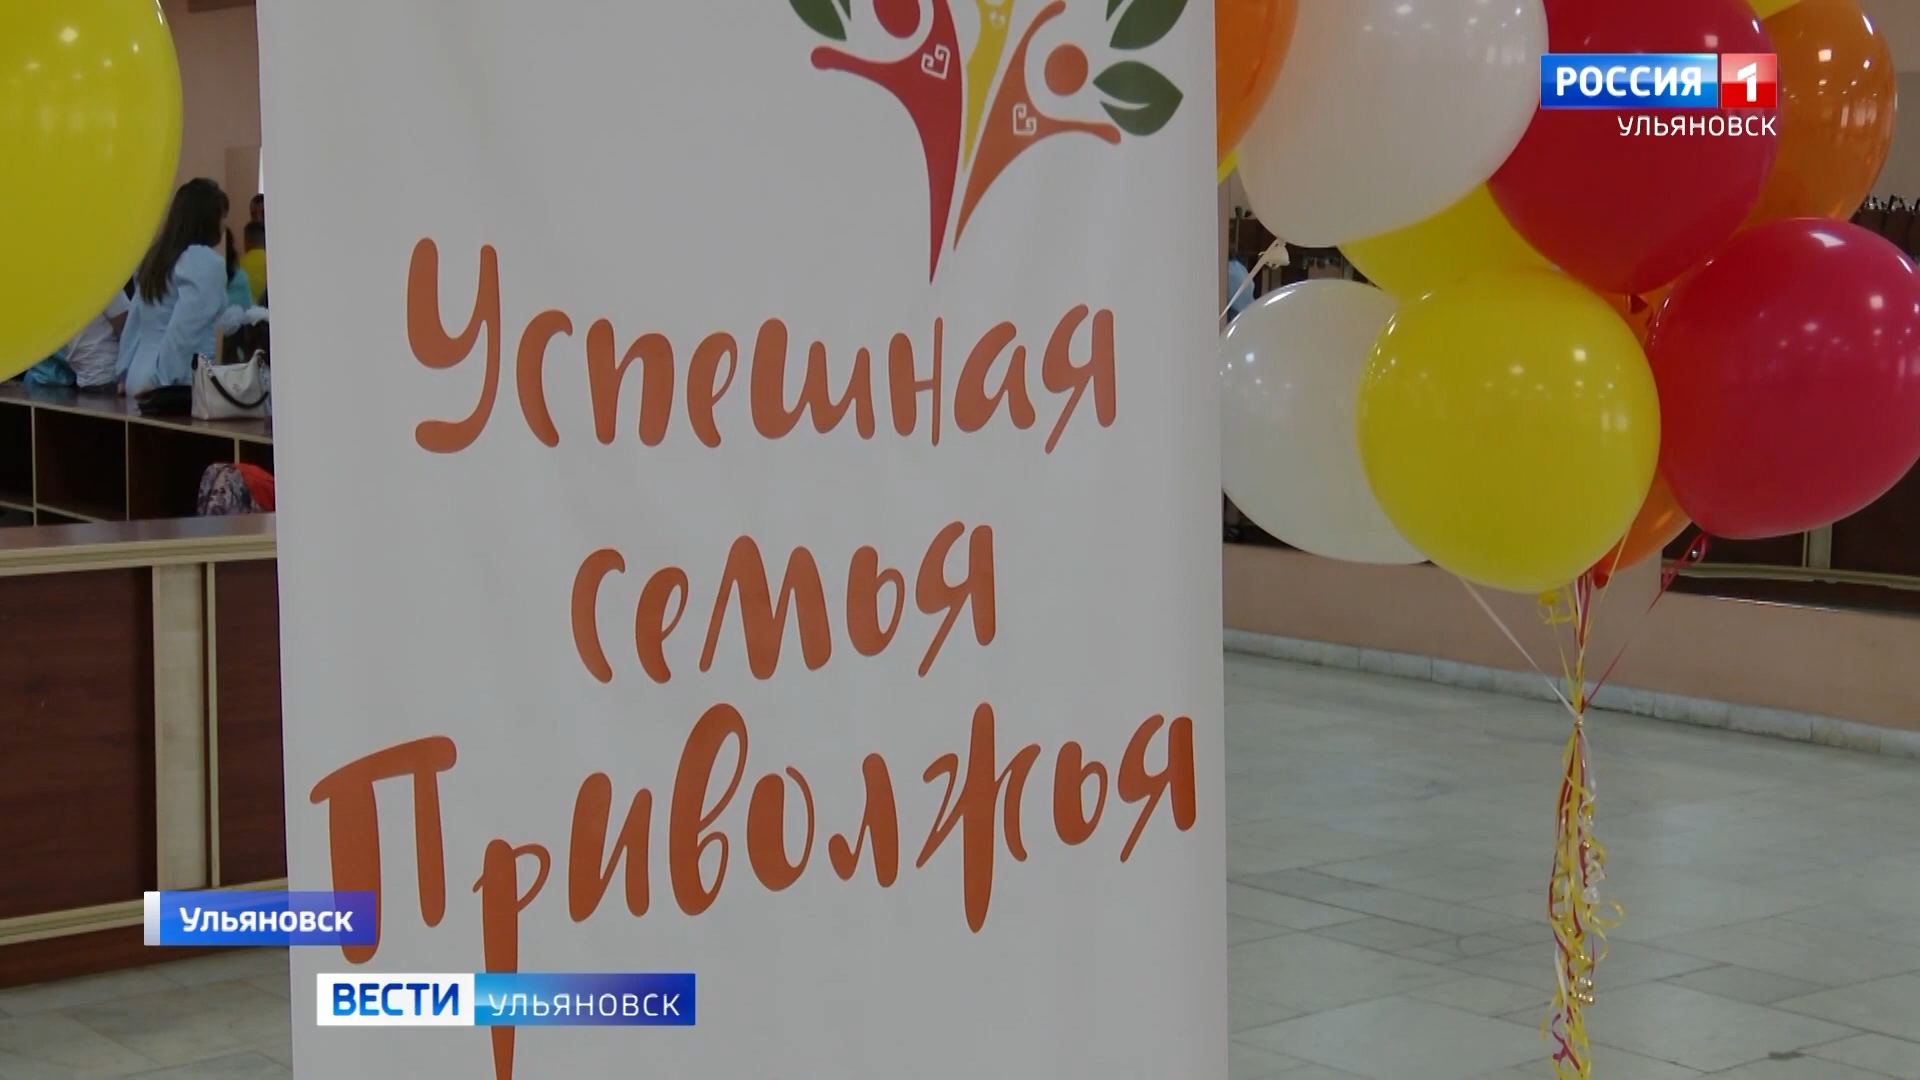 РОССИЯ 1
УЛЬЯНОВСК
Успешная
семья
Приволжья
Ульяновск
ВЕСТИ УЛЬЯНОВСК